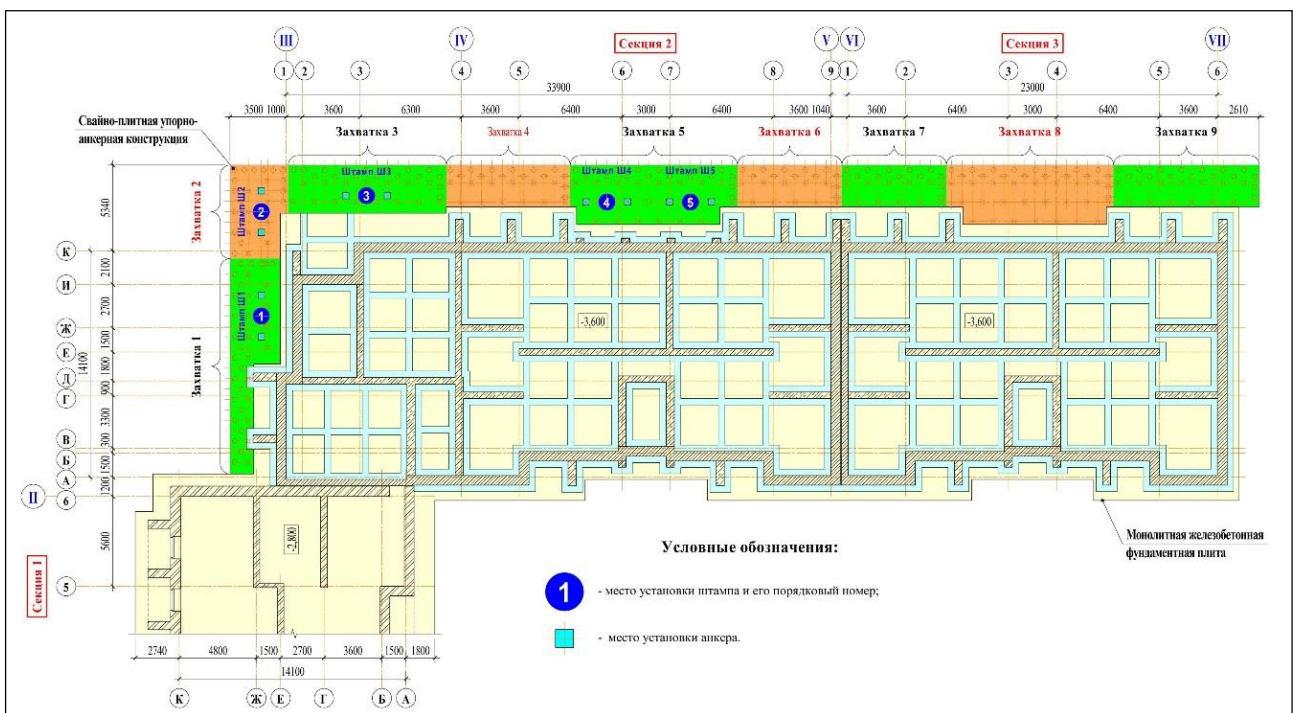 III
IV
Секция 2
V
VI
Секция 3
VII
1
2
3
4
5
6
7
8
9
1
2
3
4
5
6
33900
23000
3500
1000
3600
6300
3600
6400
3000
6400
3600
1040
3600
6400
3000
6400
3600
2610
Свайно-плитная упорно-
анкерная конструкция
Захватка 3
Захватка 4
Захватка 5
Захватка 6
Захватка 7
Захватка 8
Захватка 9
Штамп Ш3
Штамп Ш4
Штамп Ш5
3
4
5
Захватка 2
Штамп Ш2
2
Захватка 1
Штамп Ш1
1
5340
2100
2700
1500
1800
900
3300
300
1500
1200
5600
14100
К
И
Ж
Е
Д
Г
В
Б
А
6
II
5
Секция 1
-3,600
-3,600
-2,800
Монолитная железобетонная
фундаментная плита
Условные обозначения:
1 - место установки штампа и его порядковый номер;
- место установки анкера.
2740
4800
1500
2700
3600
1500
1800
14100
К
Ж
Е
Г
Б
А